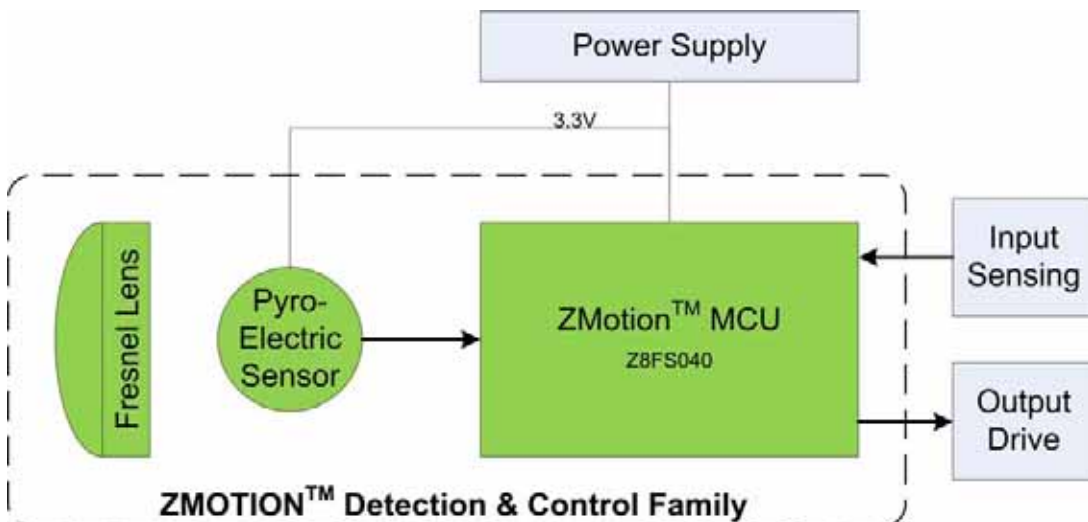 Power Supply
3.3V
Fresnel Lens
Pyro-
Electric
Sensor
ZMotion™ MCU
Z8FS040
Input
Sensing
Output
Drive
ZMOTION™ Detection & Control Family